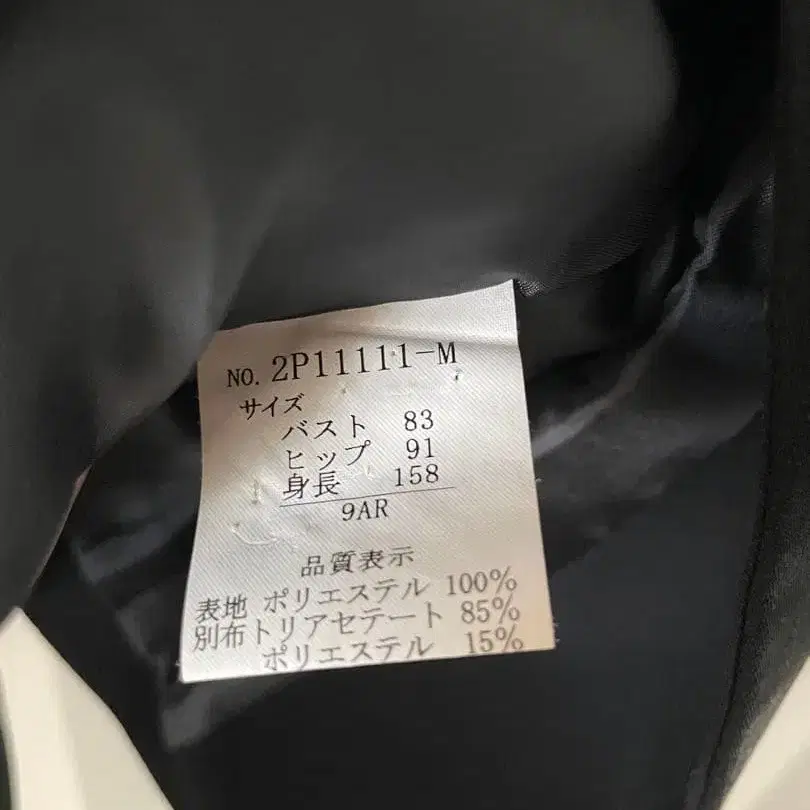 NO. 2P11111-M
サイズ
バスト 83
ヒップ 91
身長 158
9AR
品質表示
表地 ポリエステル 100%
別布 トリアセテート 85%
ポリエステル 15%